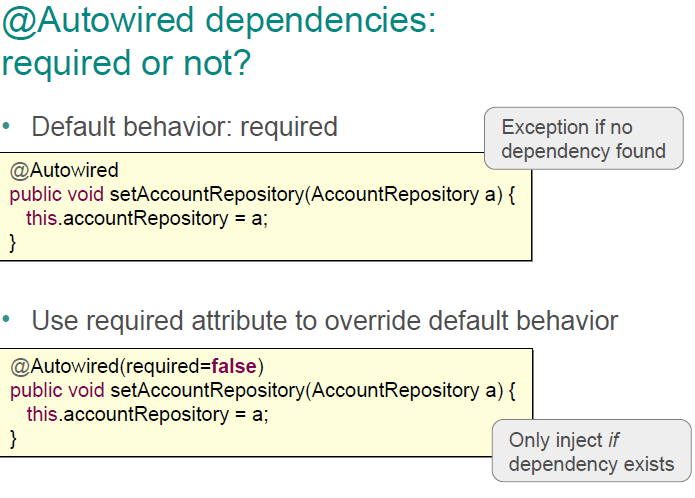 @Autowired dependencies:
required or not?
• Default behavior: required
Exception if no
dependency found
@Autowired
public void setAccountRepository(AccountRepository a) {
this.accountRepository = a;
}
• Use required attribute to override default behavior
@Autowired(required=false)
public void setAccountRepository(AccountRepository a) {
this.accountRepository = a;
}
Only inject if
dependency exists